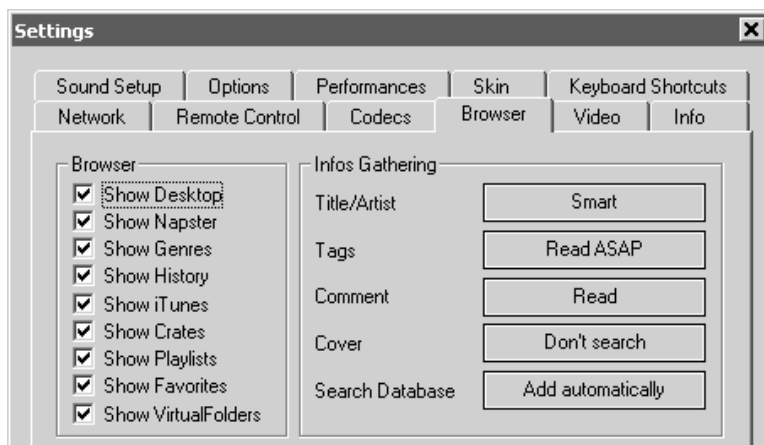 Settings
Sound Setup Options Performances Skin Keyboard Shortcuts
Network Remote Control Codecs Browser Video Info
Browser
Show Desktop
Show Napster
Show Genres
Show History
Show iTunes
Show Crates
Show Playlists
Show Favorites
Show VirtualFolders
Infos Gathering
Title/Artist Smart
Tags Read ASAP
Comment Read
Cover Don't search
Search Database Add automatically